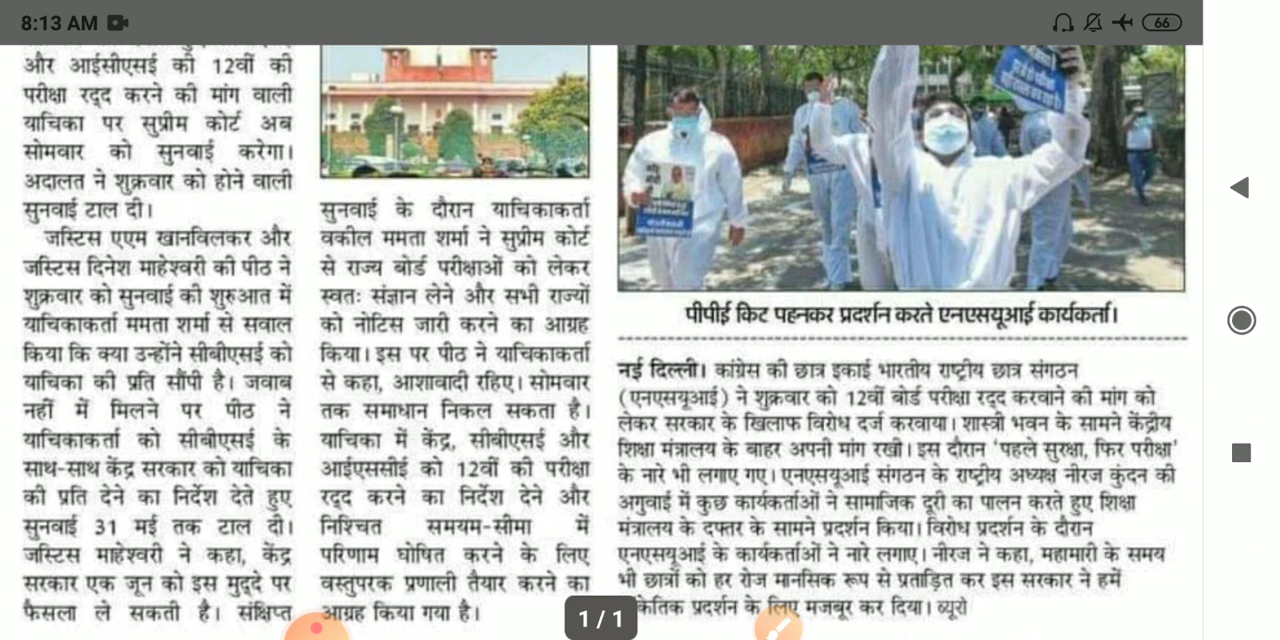 8:13 AM
66
और आईसीएसई की 12वीं की
परीक्षा रद्द करने की मांग वाली
याचिका पर सुप्रीम कोर्ट अब
सोमवार को सुनवाई करेगा।
अदालत ने शुक्रवार को होने वाली
सुनवाई टाल दी।
जस्टिस एएम खानविलकर और
जस्टिस दिनेश माहेश्वरी की पीठ ने
शुक्रवार को सुनवाई की शुरुआत में
याचिकाकर्ता ममता शर्मा से सवाल
किया कि क्या उन्होंने सीबीएसई को
याचिका की प्रति सौंपी है। जवाब
नहीं में मिलने पर पीठ ने
याचिकाकर्ता को सीबीएसई के
साथ-साथ केंद्र सरकार को याचिका
की प्रति देने का निर्देश देते हुए
सुनवाई 31 मई तक टाल दी।
जस्टिस माहेश्वरी ने कहा, केंद्र
सरकार एक जून को इस मुद्दे पर
फैसला ले सकती है। संक्षिप्त
सुनवाई के दौरान याचिकाकर्ता
वकील ममता शर्मा ने सुप्रीम कोर्ट
से राज्य बोर्ड परीक्षाओं को लेकर
स्वतः संज्ञान लेने और सभी राज्यों
को नोटिस जारी करने का आग्रह
किया। इस पर पीठ ने याचिकाकर्ता
से कहा, आशावादी रहिए। सोमवार
तक समाधान निकल सकता है।
याचिका में केंद्र, सीबीएसई और
आईएससीई को 12वीं की परीक्षा
रद्द करने का निर्देश देने और
निश्चित समयम-सीमा में
परिणाम घोषित करने के लिए
वस्तुपरक प्रणाली तैयार करने का
आग्रह किया गया है।
पीपीई किट पहनकर प्रदर्शन करते एनएसयूआई कार्यकर्ता।
नई दिल्ली। कांग्रेस की छात्र इकाई भारतीय राष्ट्रीय छात्र संगठन
(एनएसयूआई) ने शुक्रवार को 12वीं बोर्ड परीक्षा रद्द करवाने की मांग को
लेकर सरकार के खिलाफ विरोध दर्ज करवाया। शास्त्री भवन के सामने केंद्रीय
शिक्षा मंत्रालय के बाहर अपनी मांग रखी। इस दौरान 'पहले सुरक्षा, फिर परीक्षा'
के नारे भी लगाए गए। एनएसयूआई संगठन के राष्ट्रीय अध्यक्ष नीरज कुंदन की
अगुवाई में कुछ कार्यकर्ताओं ने सामाजिक दूरी का पालन करते हुए शिक्षा
मंत्रालय के दफ्तर के सामने प्रदर्शन किया। विरोध प्रदर्शन के दौरान
एनएसयूआई के कार्यकर्ताओं ने नारे लगाए। नीरज ने कहा, महामारी के समय
भी छात्रों को हर रोज मानसिक रूप से प्रताड़ित कर इस सरकार ने हमें
केतिक प्रदर्शन के लिए मजबूर कर दिया। ब्यूरो
1 / 1